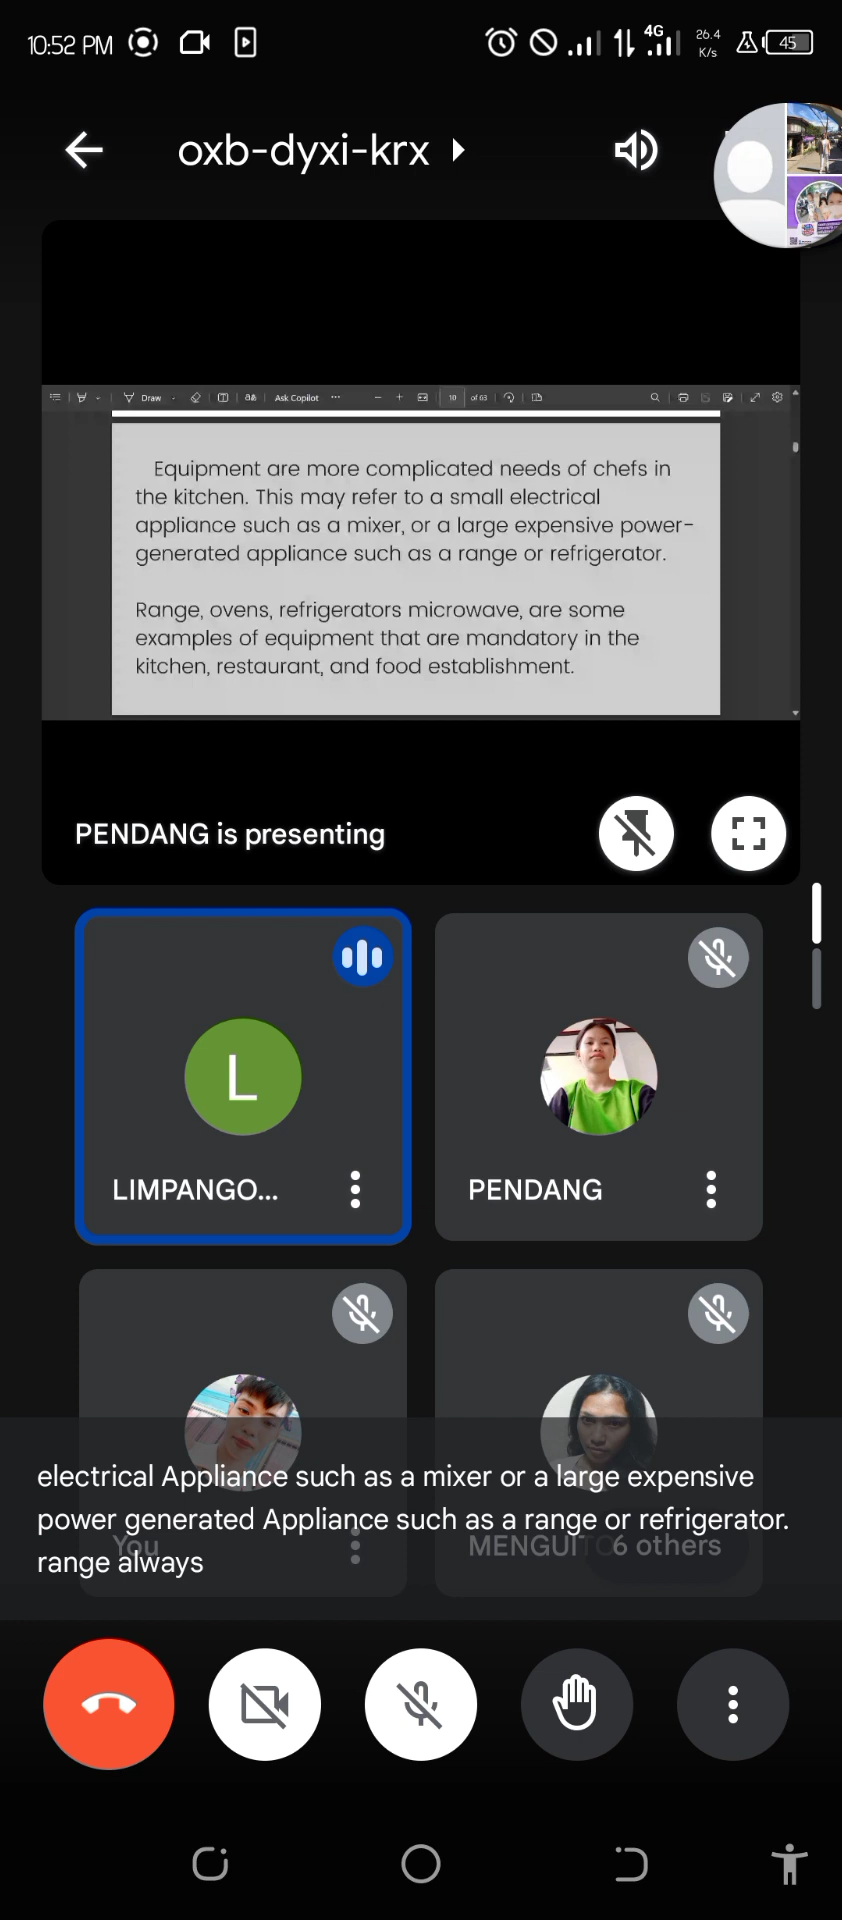 10:52 PM
4G
26.4
K/s
45
oxb-dyxi-krx
Draw
aあ
Ask Copilot
10
of 63
Equipment are more complicated needs of chefs in
the kitchen. This may refer to a small electrical
appliance such as a mixer, or a large expensive power-
generated appliance such as a range or refrigerator.
Range, ovens, refrigerators microwave, are some
examples of equipment that are mandatory in the
kitchen, restaurant, and food establishment.
PENDANG is presenting
L
LIMPANGO...
PENDANG
electrical Appliance such as a mixer or a large expensive
power generated Appliance such as a range or refrigerator.
range always
You
MENGUITO
6 others